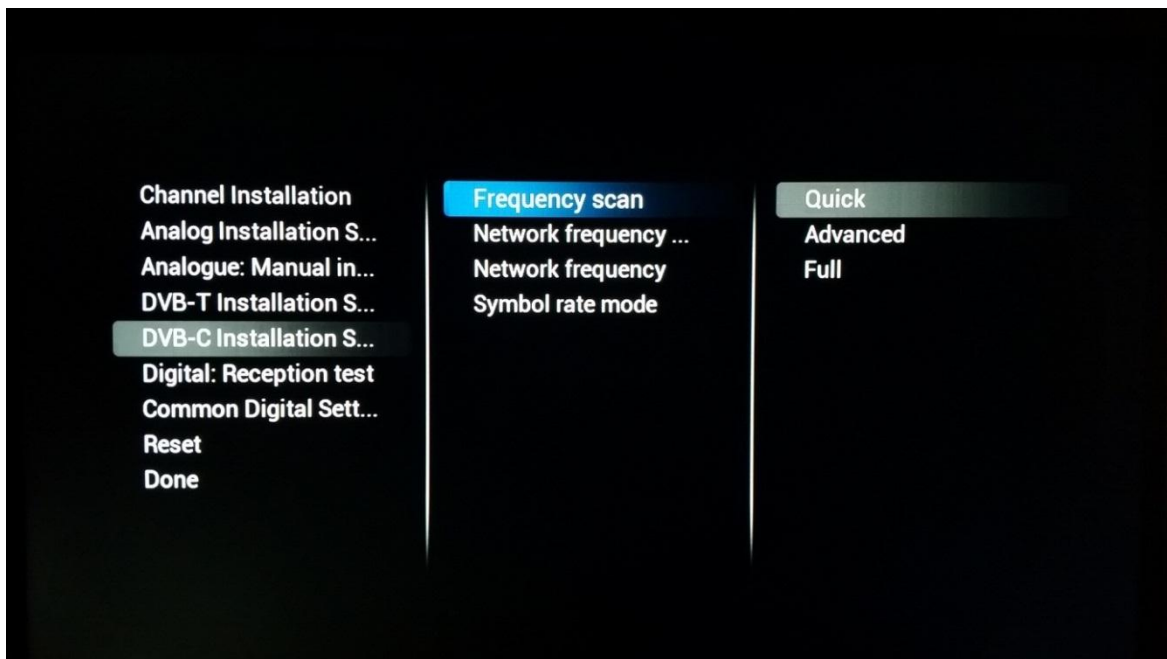 Channel Installation
Analog Installation S...
Analogue: Manual in...
DVB-T Installation S...
DVB-C Installation S...
Digital: Reception test
Common Digital Sett...
Reset
Done
Frequency scan
Network frequency ...
Network frequency
Symbol rate mode
Quick
Advanced
Full